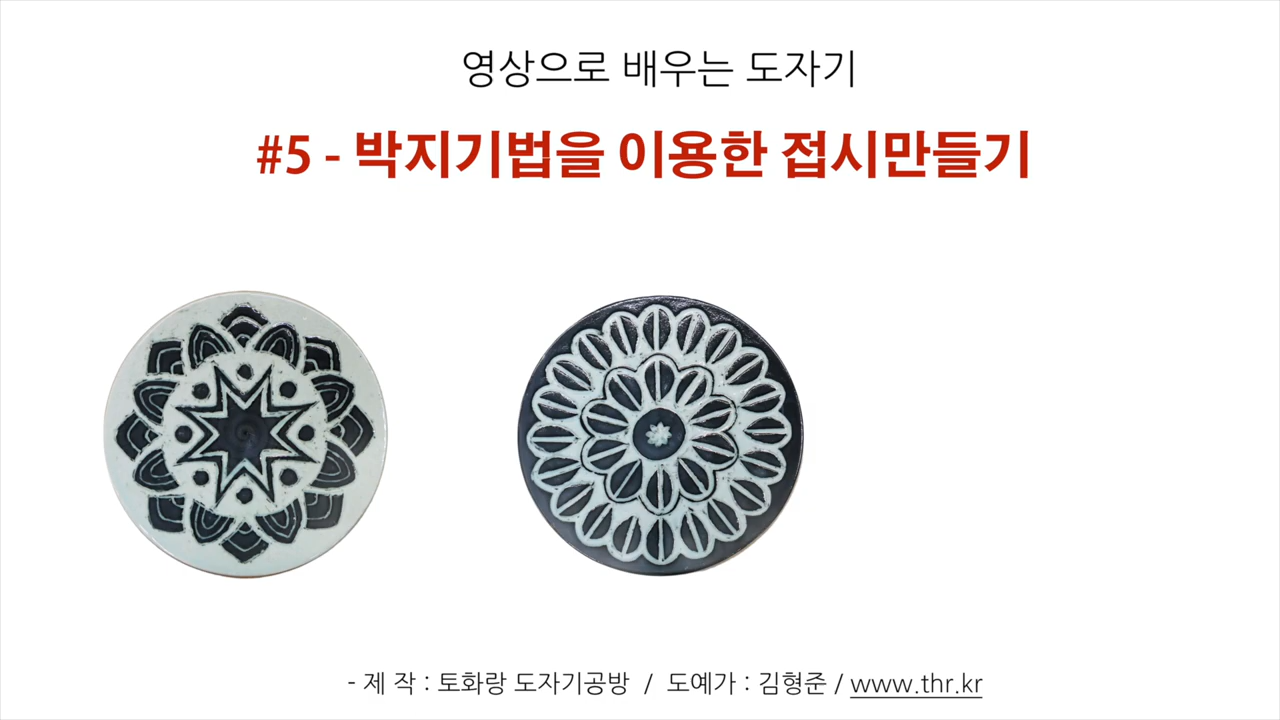 영상으로 배우는 도자기
#5 - 박지기법을 이용한 접시만들기
- 제 작 : 토화랑 도자기공방 / 도예가 : 김형준 / www.thr.kr